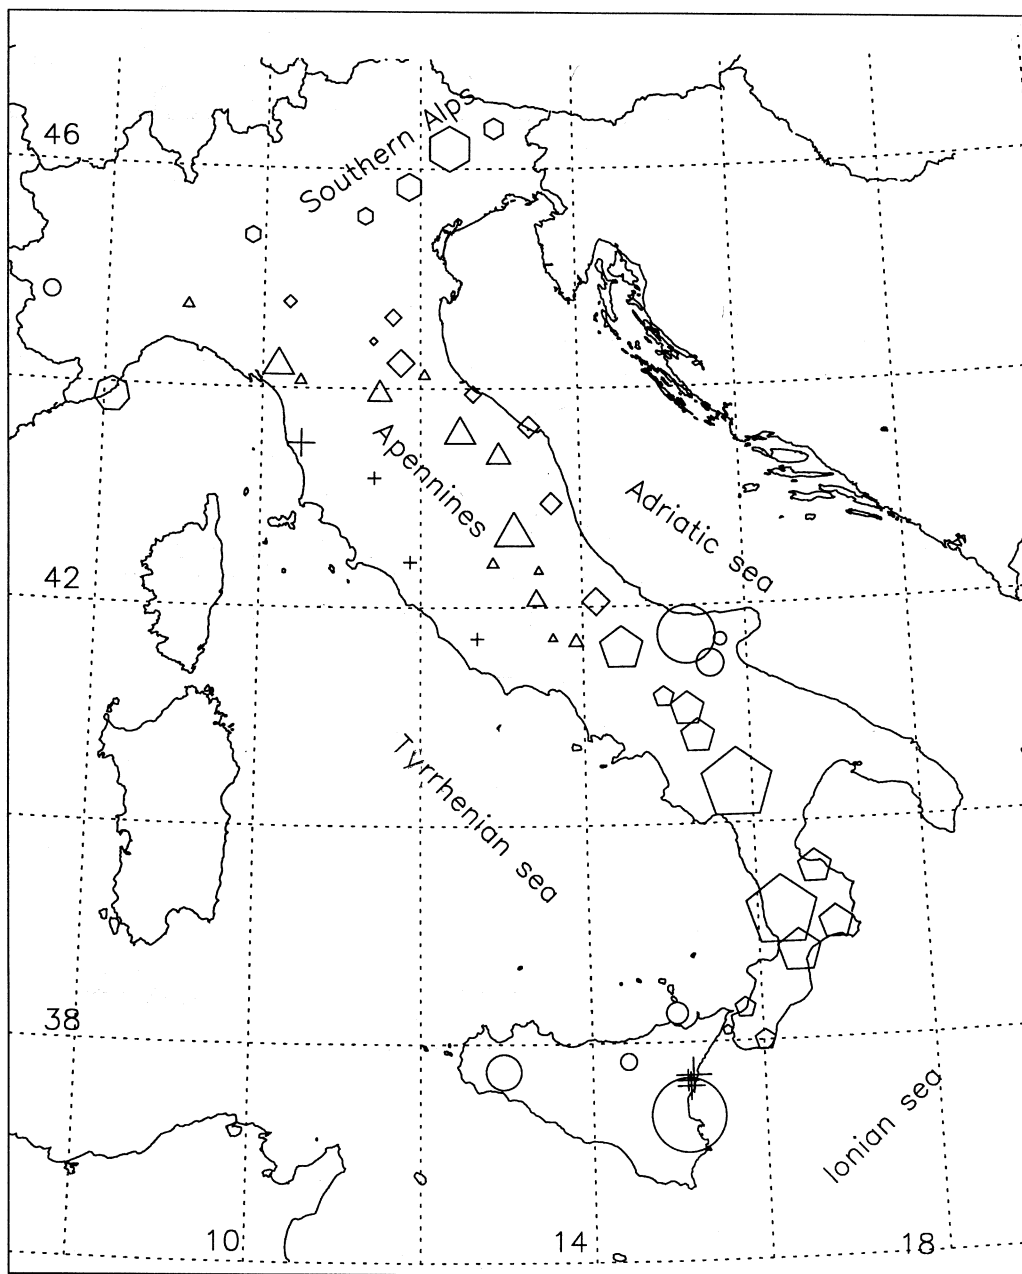 46
Southern Alps
Apennines
Adriatic sea
42
Tyrrhenian sea
38
Ionian sea
10
14
18